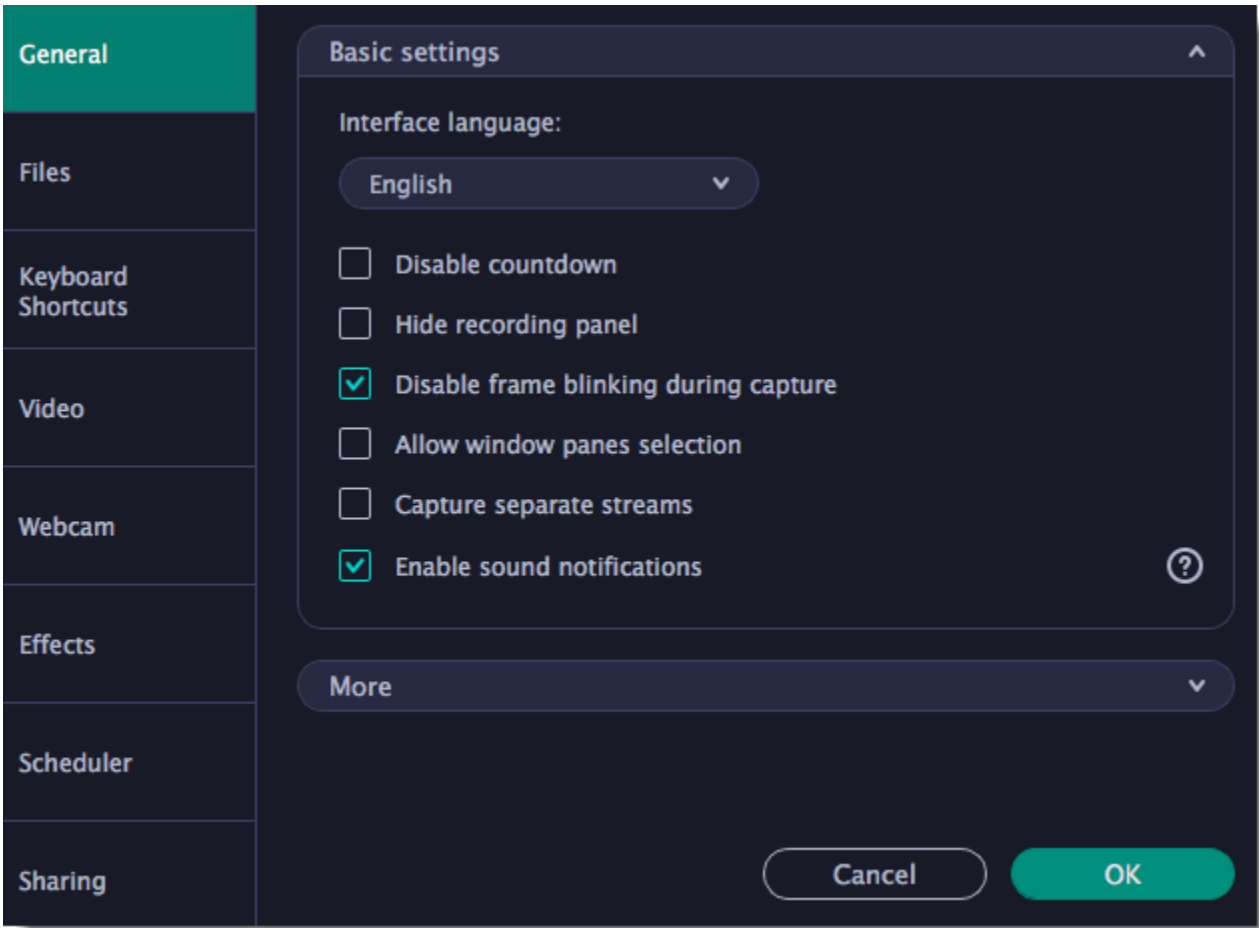 General
Files
Keyboard
Shortcuts
Video
Webcam
Effects
Scheduler
Sharing
Basic settings
Interface language:
English
Disable countdown
Hide recording panel
Disable frame blinking during capture
Allow window panes selection
Capture separate streams
Enable sound notifications
?
More
Cancel
OK